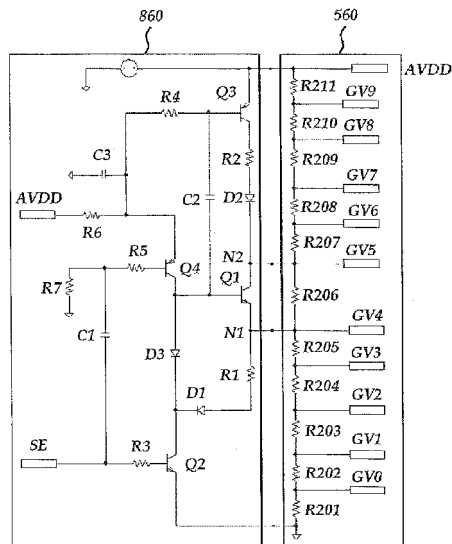 860
560
AVDD
R211
R4
Q3
GV9
R210
GV8
R2
R209
C3
GV7
AVDD
C2
D2
R208
GV6
R6
R207
R5
N2
GV5
Q4
Q1
R7
R206
N1
GV4
C1
R205
GV3
D3
R1
R204
D1
GV2
R203
SE
R3
GV1
Q2
R202
GV0
R201